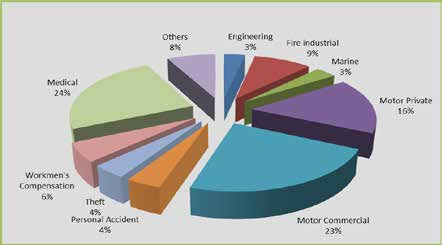 Engineering
3%
Fire Industrial
9%
Marine
3%
Motor Private
16%
Motor Commercial
23%
Personal Accident
4%
Theft
4%
Workmen's
Compensation
6%
Medical
24%
Others
8%